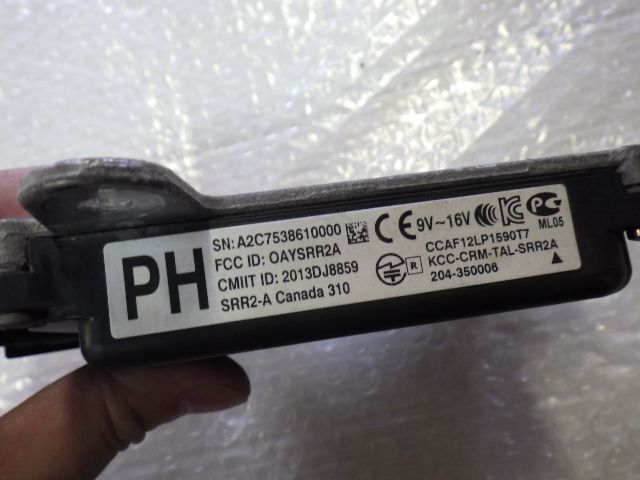 PH
SN: A2C7538610000
FCC ID: OAYSRR2A
CMIIT ID: 2013DJ8859
SRR2-A Canada 310
CE 9V~16V
ML05
CCAF12LP1590T7
R KCC-CRM-TAL-SRR2A
204-350006